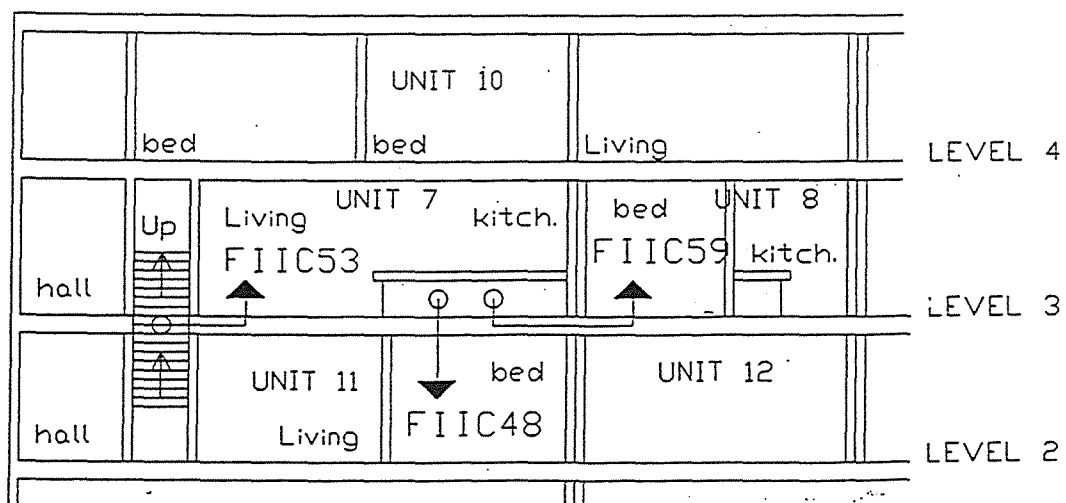 UNIT 10
bed
bed
Living
LEVEL 4
UNIT 7
UNIT 8
Up
Living
kitch.
bed
FIIC53
FIIC59
kitch.
hall
LEVEL 3
UNIT 11
bed
UNIT 12
hall
Living
FIIC48
LEVEL 2